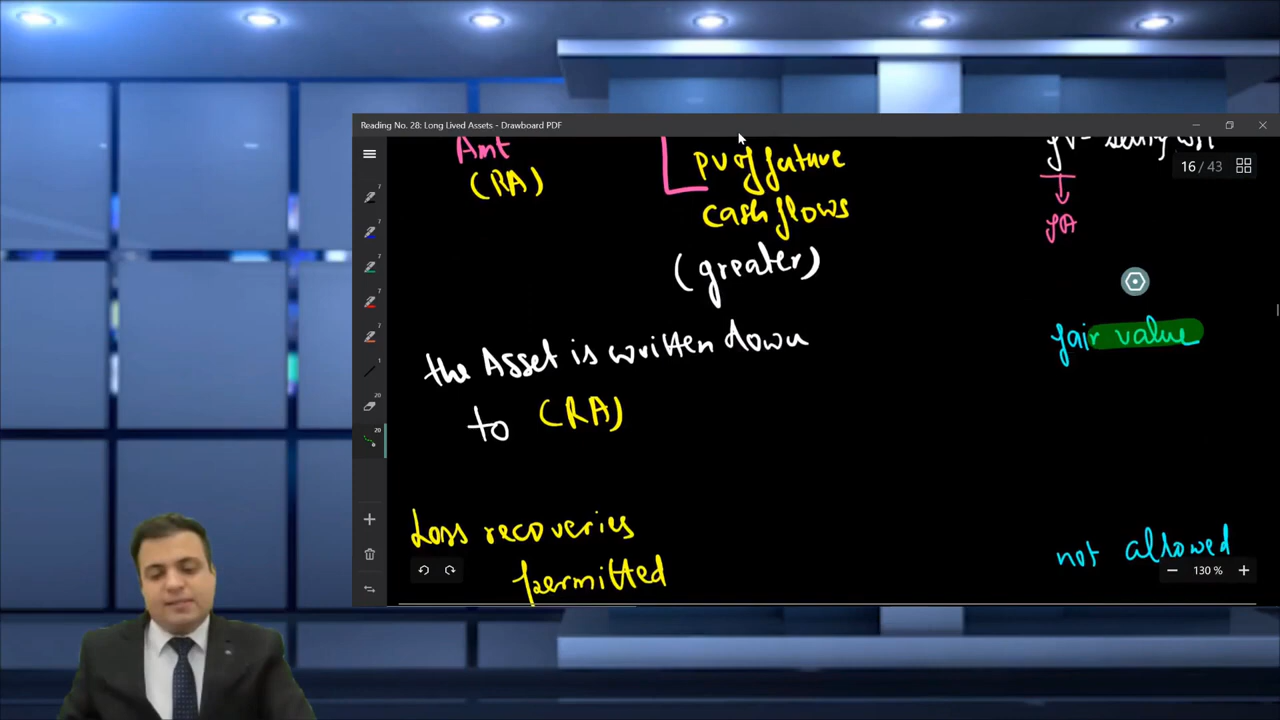 Reading No. 28: Long Lived Assets - Drawboard PDF
16 / 43
Amt
(RA)
PV of future
cash flows
(greater)
the Asset is written down
to (RA)
fair value
Loss recoveries
permitted
not allowed
130 %